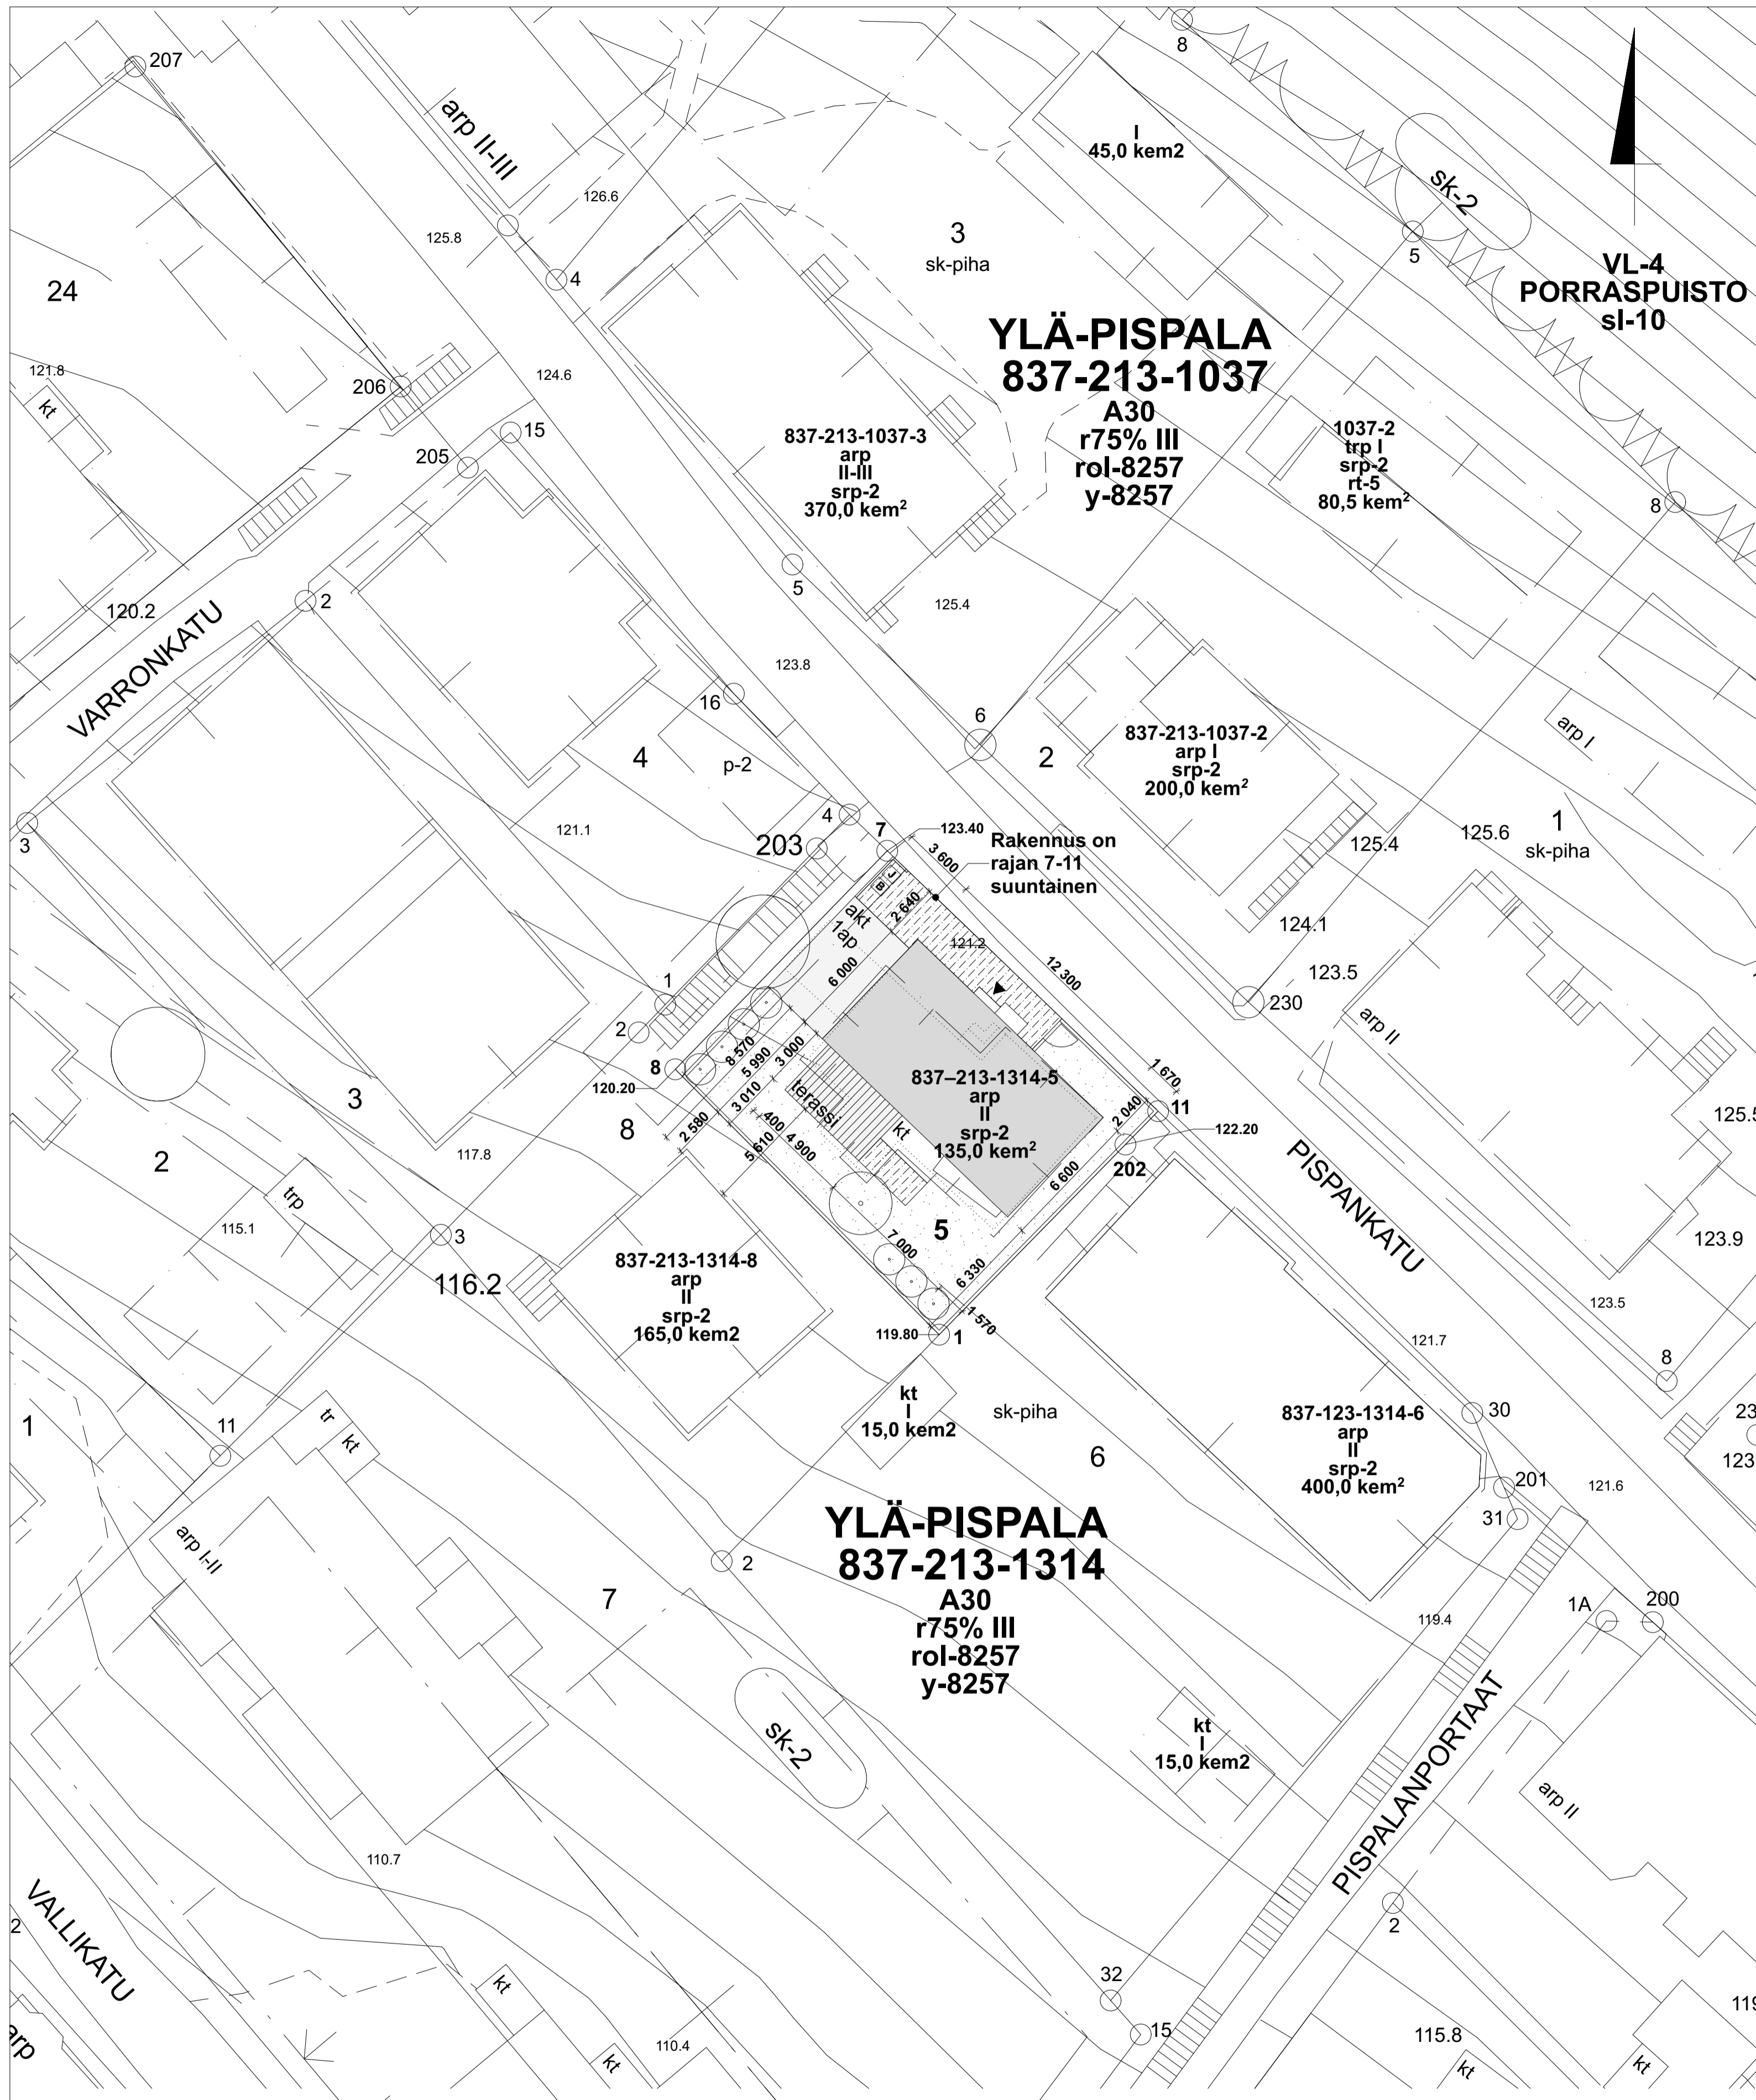 207
8
arp II-III
I
45,0 kem2
126.6
sk-2
125.8
3
sk-piha
5
VL-4
PORRASPUISTO
sl-10
4
24
YLÄ-PISPALA
837-213-1037
A30
r75% III
rol-8257
y-8257
121.8
kt
206
124.6
15
205
837-213-1037-3
arp
II-III
srp-2
370,0 kem²
1037-2
trp I
srp-2
rt-5
80,5 kem²
8
5
125.4
2
120.2
VARRONKATU
123.8
16
6
2
837-213-1037-2
arp I
srp-2
200,0 kem²
arp I
4
p-2
3
121.1
203
4
7
123.40
Rakennus on
rajan 7-11
suuntainen
3 600
125.4
125.6
1
sk-piha
J
B
akt
1ap
2 640
121.2
124.1
123.5
6 000
12 300
1
2
230
arp II
8
120.20
8 570
5 990
3 000
3 010
2 580
400
4 900
5 610
terassi
kt
837–213-1314-5
arp
II
srp-2
135,0 kem²
1 670
2 040
11
122.20
202
6 600
125.5
3
8
117.8
2
trp
115.1
3
116.2
5
7 000
6 330
1 570
119.80
1
PISPANKATU
123.9
123.5
837-213-1314-8
arp
II
srp-2
165,0 kem2
121.7
8
kt
I
15,0 kem2
sk-piha
6
837-123-1314-6
arp
II
srp-2
400,0 kem²
30
201
31
121.6
23
123.
1
11
tr
kt
arp I-II
2
YLÄ-PISPALA
837-213-1314
A30
r75% III
rol-8257
y-8257
7
1A
200
119.4
sk-2
kt
I
15,0 kem2
PISPALANPORTAAT
arp II
110.7
2
VALLIKATU
2
arp
kt
32
15
110.4
kt
115.8
kt
kt
119